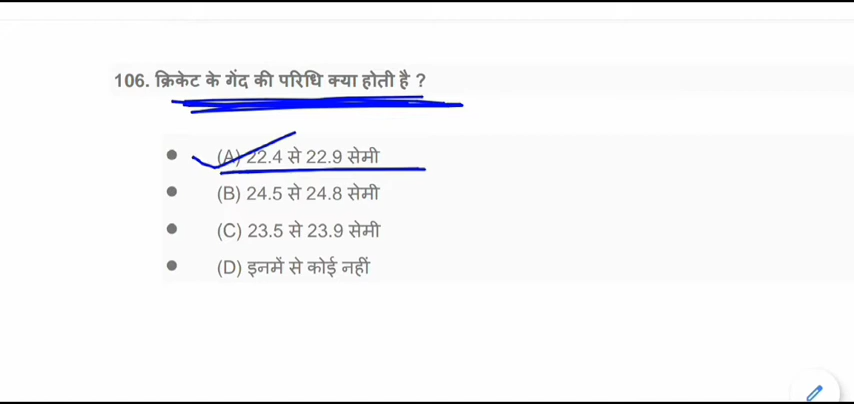 106. क्रिकेट के गेंद की परिधि क्या होती है ?
(A) 22.4 से 22.9 सेमी
(B) 24.5 से 24.8 सेमी
(C) 23.5 से 23.9 सेमी
(D) इनमें से कोई नहीं